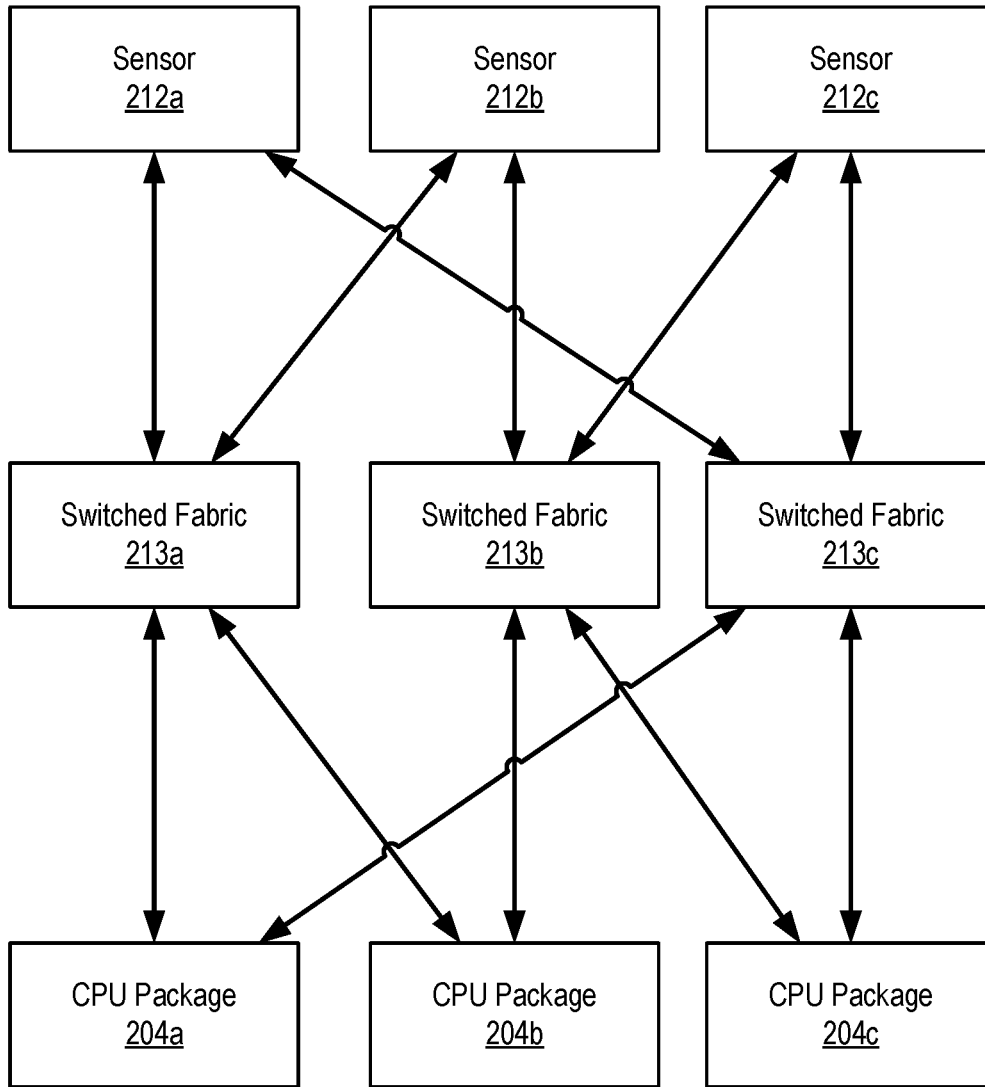 Sensor
212a
Sensor
212b
Sensor
212c
Switched Fabric
213a
Switched Fabric
213b
Switched Fabric
213c
CPU Package
204a
CPU Package
204b
CPU Package
204c